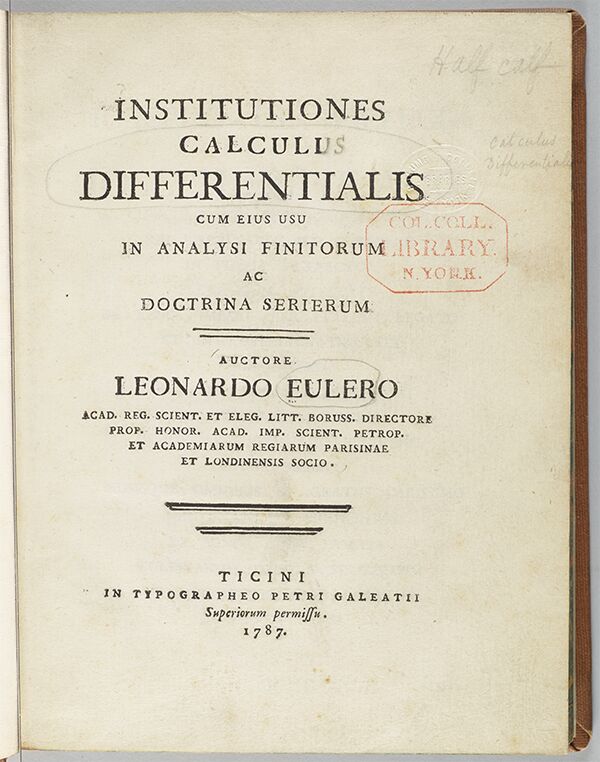 Half calf
INSTITUTIONES
CALCULI
US
DIFFERENTIALIS
Calculus
Differentialis
CUM EIUS USU
IN ANALYSI FINITORUM
AC
DOCTRINA SERIERUM
COL. COLL.
LIBRARY.
N. YORK.
AUCTORE
LEONARDO EULERO
ACAD. REG. SCIENT. ET ELEG. LITT. BORUSS. DIRECTORE
PROF. HONOR. ACAD. IMP. SCIENT. PETROP.
ET ACADEMIARUM REGIARUM PARISINAE
ET LONDINENSIS SOCIO.
TICINI
IN TYPOGRAPHEO PETRI GALEATII
Superiorum permiſſu.
1787.